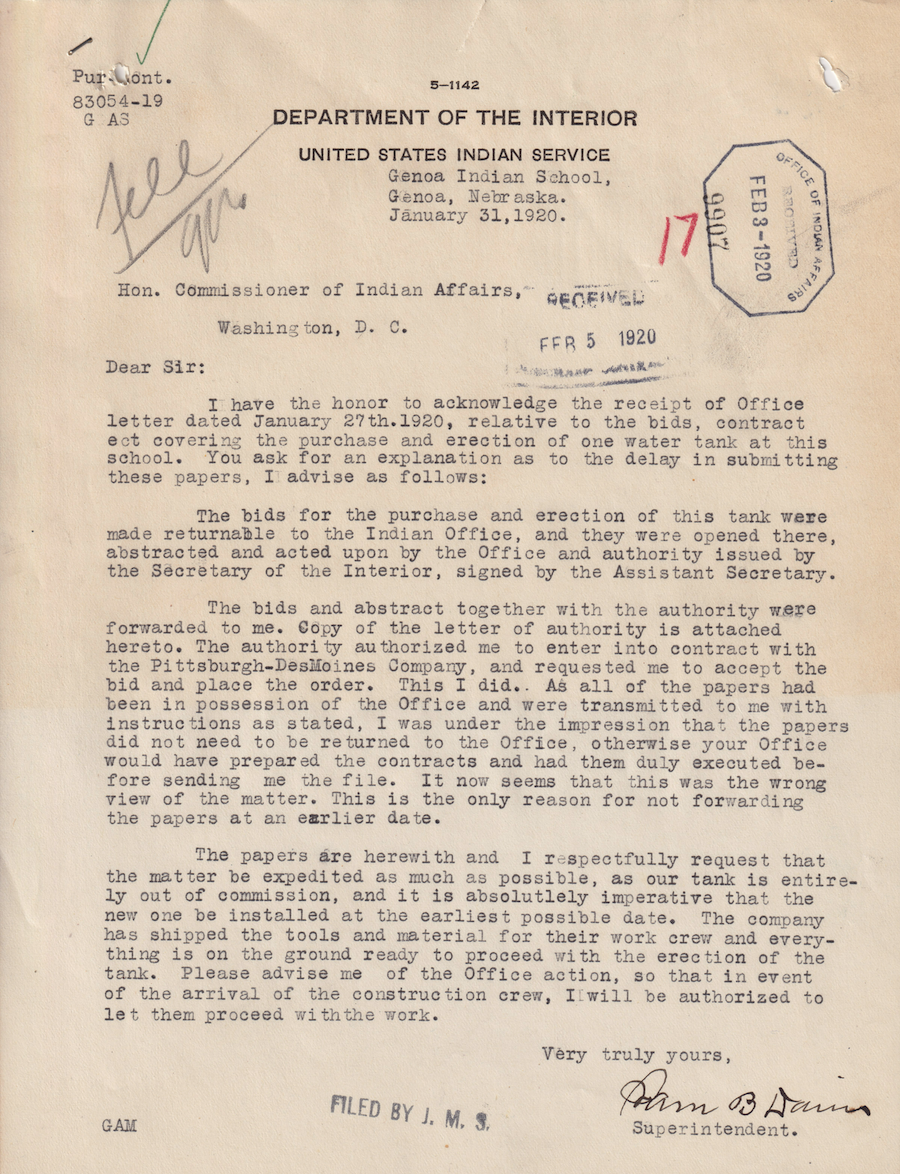 Pur-Cont.
83054-19
G AS
5-1142
DEPARTMENT OF THE INTERIOR
UNITED STATES INDIAN SERVICE
Genoa Indian School,
Genoa, Nebraska.
January 31,1920.
17
9907
FEB 3-1920
RECEIVED
OFFICE OF INDIAN AFFAIRS
Hon. Commissioner of Indian Affairs,
RECEIVED
Washington, D. C.
FEB 5 1920
Dear Sir:
I have the honor to acknowledge the receipt of Office
letter dated January 27th.1920, relative to the bids, contract
ect covering the purchase and erection of one water tank at this
school. You ask for an explanation as to the delay in submitting
these papers, I advise as follows:
The bids for the purchase and erection of this tank were
made returnable to the Indian Office, and they were opened there,
abstracted and acted upon by the Office and authority issued by
the Secretary of the Interior, signed by the Assistant Secretary.
The bids and abstract together with the authority were
forwarded to me. Copy of the letter of authority is attached
hereto. The authority authorized me to enter into contract with
the Pittsburgh-DesMoines Company, and requested me to accept the
bid and place the order. This I did.. As all of the papers had
been in possession of the Office and were transmitted to me with
instructions as stated, I was under the impression that the papers
did not need to be returned to the Office, otherwise your Office
would have prepared the contracts and had them duly executed be-
fore sending me the file. It now seems that this was the wrong
view of the matter. This is the only reason for not forwarding
the papers at an earlier date.
The papers are herewith and I respectfully request that
the matter be expedited as much as possible, as our tank is entire-
ly out of commission, and it is absolutlely imperative that the
new one be installed at the earliest possible date. The company
has shipped the tools and material for their work crew and every-
thing is on the ground ready to proceed with the erection of the
tank. Please advise me of the Office action, so that in event
of the arrival of the construction crew, I will be authorized to
let them proceed withthe work.
Very truly yours,
Sam B Davis
Superintendent.
FILED BY J. M. S.
GAM